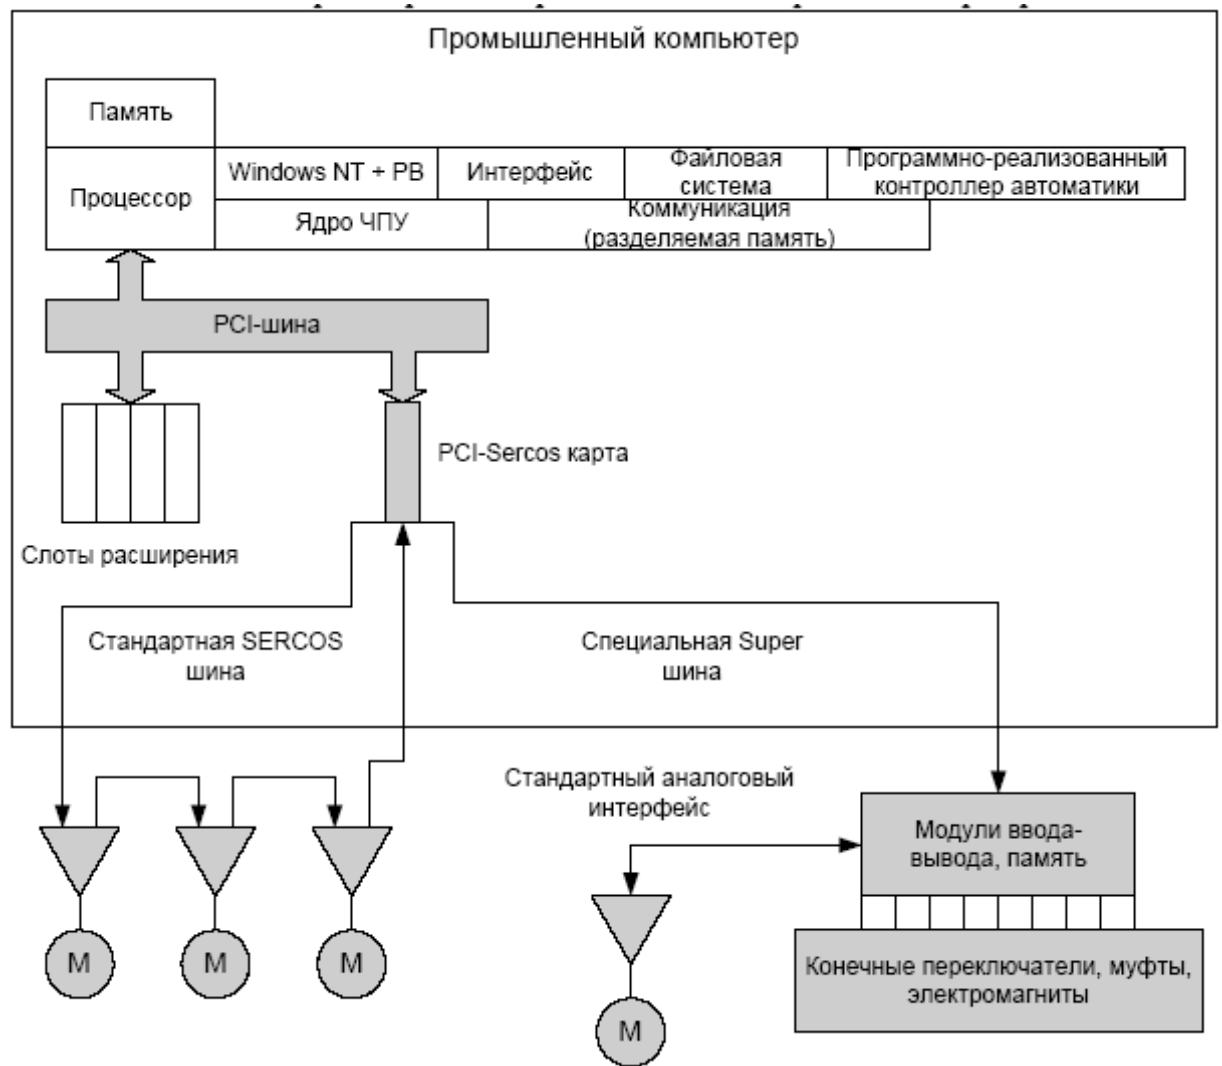 Промышленный компьютер
Память
Процессор
Windows NT + РВ
Интерфейс
Файловая
система
Программно-реализованный
контроллер автоматики
Ядро ЧПУ
Коммуникация
(разделяемая память)
PCI-шина
PCI-Sercos карта
Слоты расширения
Стандартная SERCOS
шина
Специальная Super
шина
Стандартный аналоговый
интерфейс
Модули ввода-
вывода, память
М
М
М
М
Конечные переключатели, муфты,
электромагниты